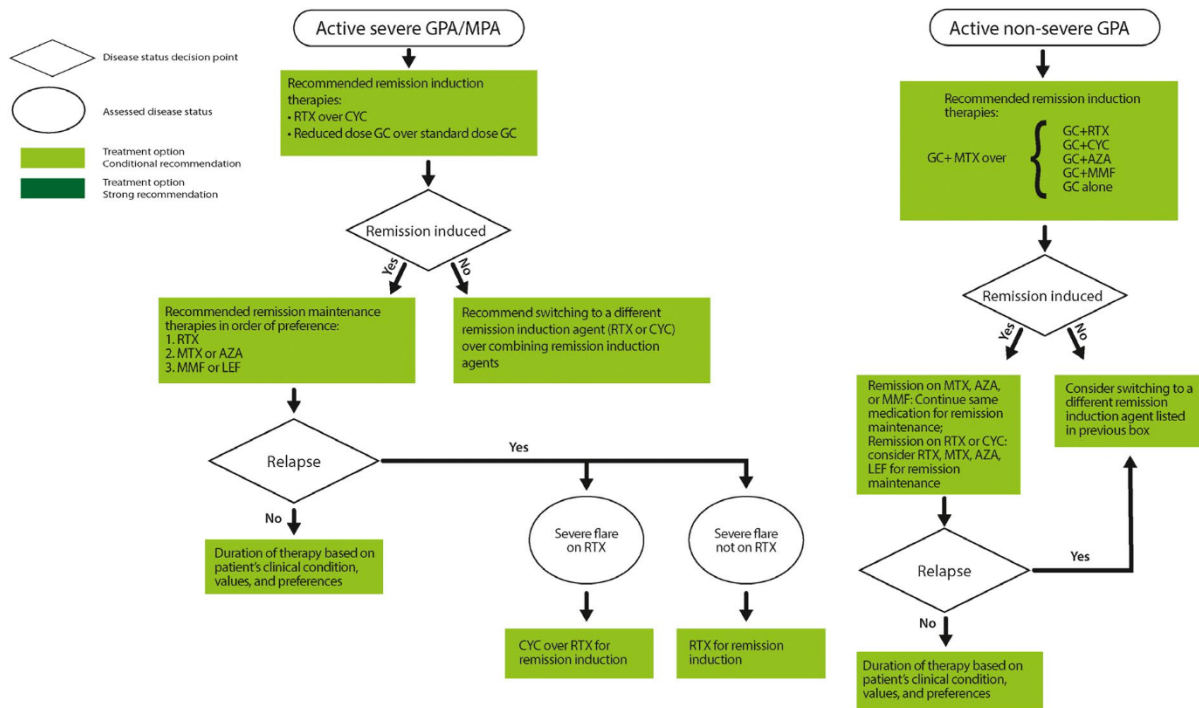 Disease status decision point
Assessed disease status
Treatment option
Conditional recommendation
Treatment option
Strong recommendation
Active severe GPA/MPA
Recommended remission induction
therapies:
• RTX over CYC
• Reduced dose GC over standard dose GC
Remission induced
Yes
No
Recommended remission maintenance
therapies in order of preference:
1. RTX
2. MTX or AZA
3. MMF or LEF
Recommend switching to a different
remission induction agent (RTX or CYC)
over combining remission induction
agents
Relapse
Yes
No
Duration of therapy based on
patient's clinical condition,
values, and preferences
Severe flare
on RTX
Severe flare
not on RTX
CYC over RTX for
remission induction
RTX for remission
induction
Active non-severe GPA
Recommended remission induction
therapies:
GC+ MTX over
GC+RTX
GC+CYC
GC+AZA
GC+MMF
GC alone
Remission induced
Yes
No
Remission on MTX, AZA,
or MMF: Continue same
medication for remission
maintenance;
Remission on RTX or CYC:
consider RTX, MTX, AZA,
LEF for remission
maintenance
Consider switching to a
different remission
induction agent listed
in previous box
Relapse
Yes
No
Duration of therapy based on
patient's clinical condition,
values, and preferences